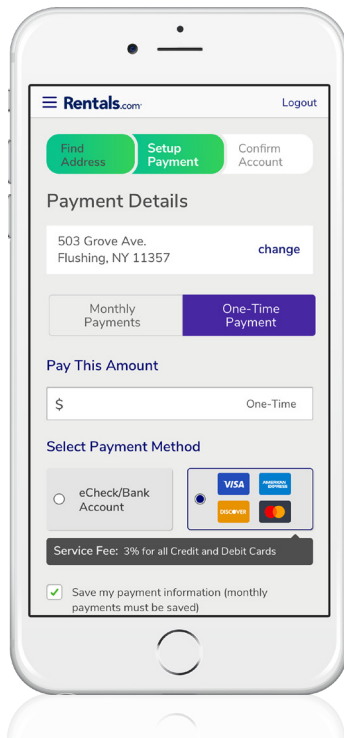 Rentals.com
Logout
Find
Address
Setup
Payment
Confirm
Account
Payment Details
503 Grove Ave.
Flushing, NY 11357
change
Monthly
Payments
One-Time
Payment
Pay This Amount
$
One-Time
Select Payment Method
eCheck/Bank
Account
VISA
AMERICAN
EXPRESS
DISCOVER
Service Fee: 3% for all Credit and Debit Cards
Save my payment information (monthly
payments must be saved)